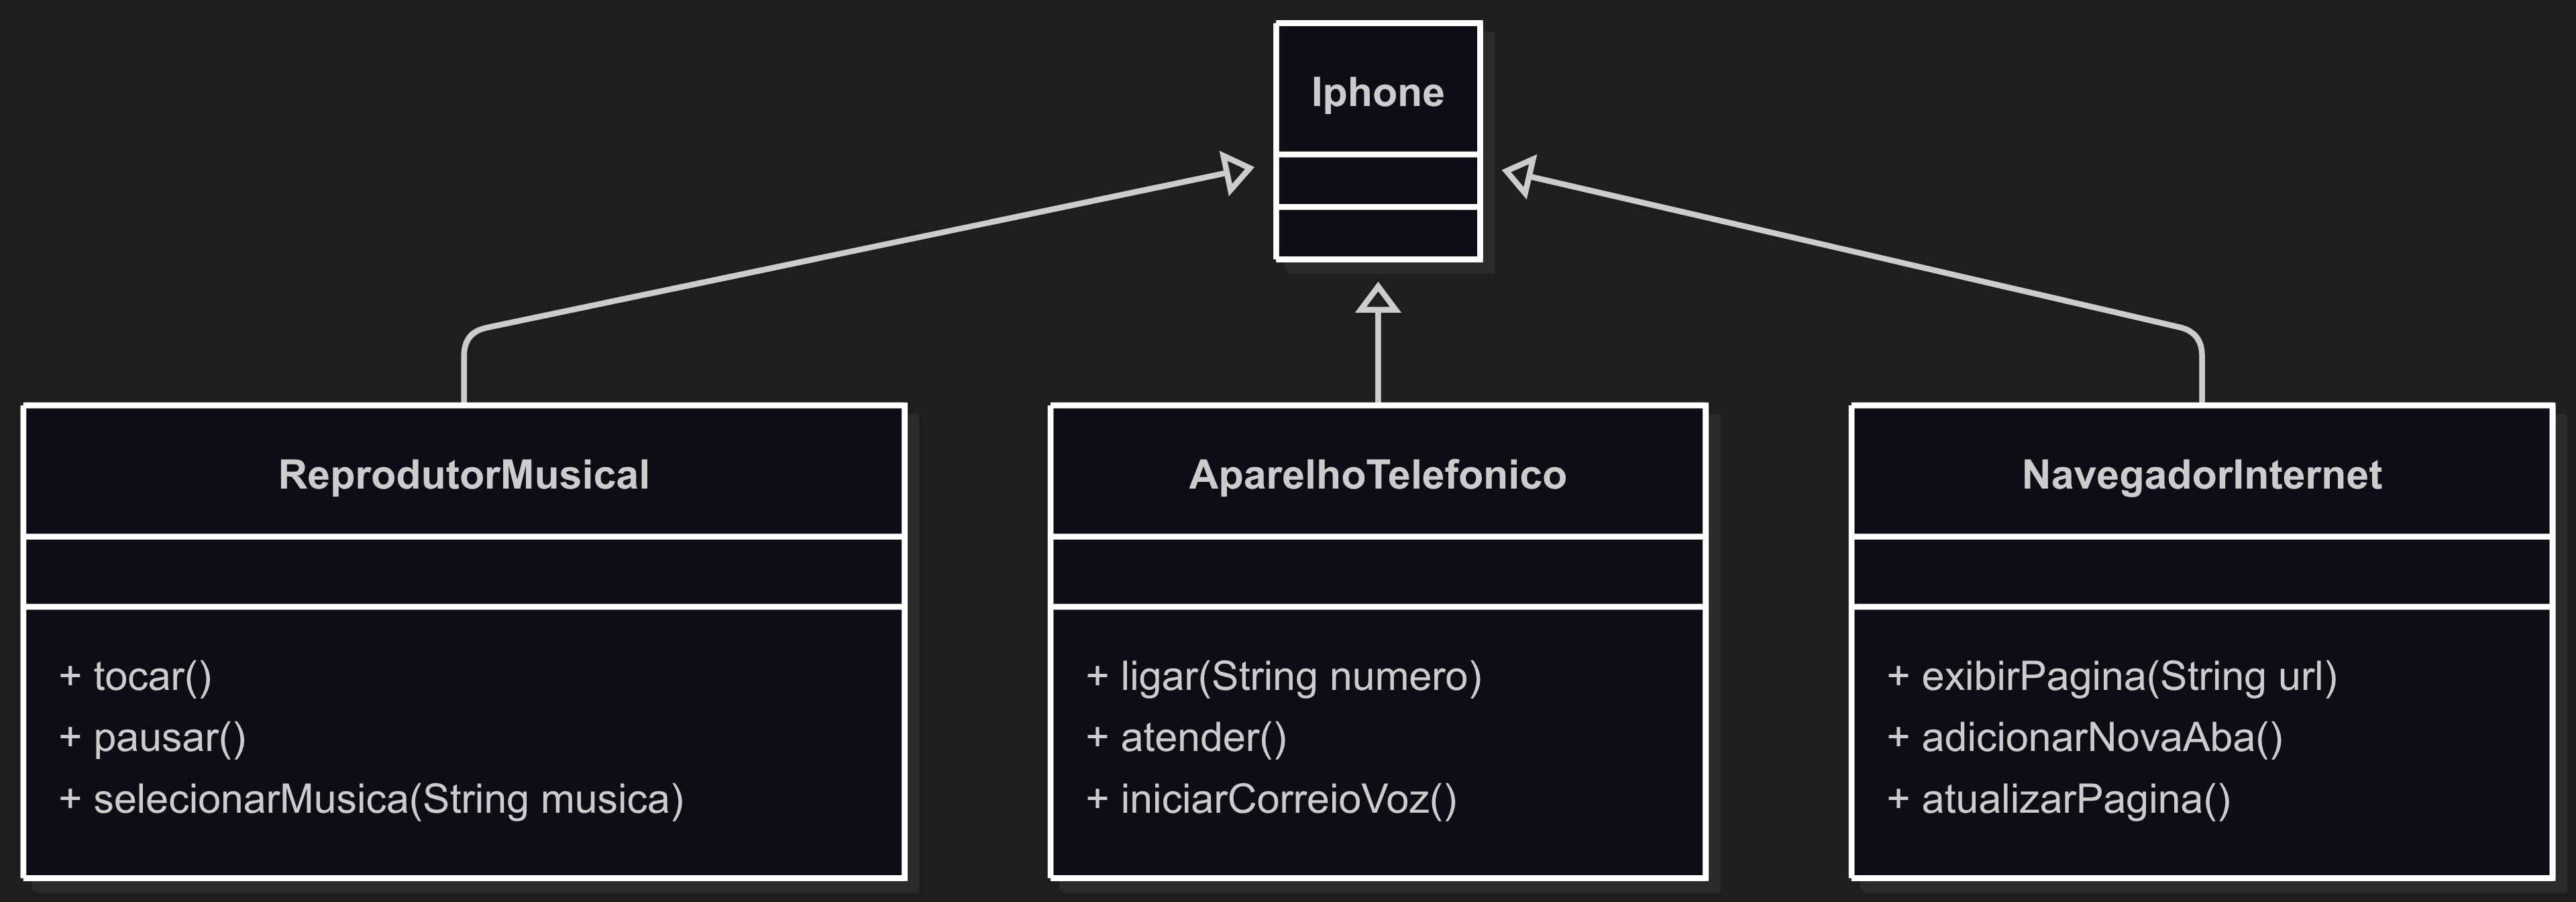 Iphone
ReprodutorMusical
+ tocar()
+ pausar()
+ selecionarMusica(String musica)
AparelhoTelefonico
+ ligar(String numero)
+ atender()
+ iniciarCorreioVoz()
NavegadorInternet
+ exibirPagina(String url)
+ adicionarNovaAba()
+ atualizarPagina()